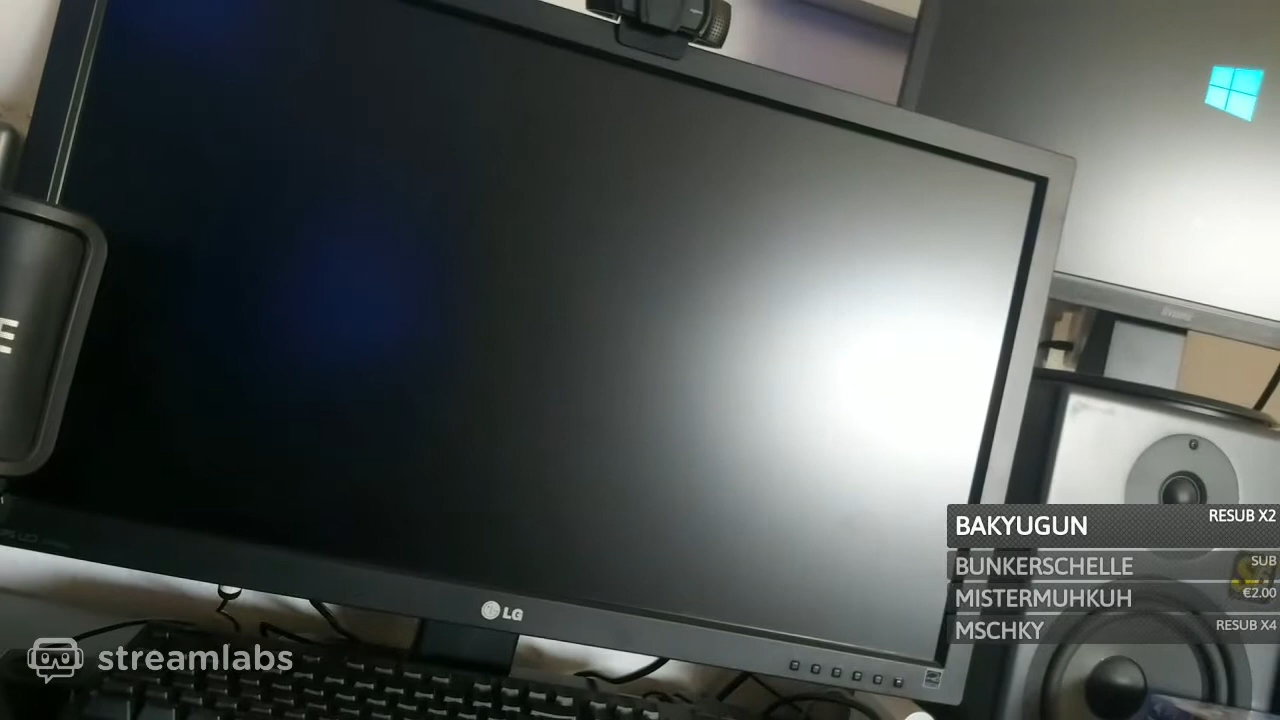 E
LG
BAKYUGUN RESUB X2
BUNKERSCHELLE SUB
MISTERMUHKUH €2.00
MSCHKY RESUB X4
streamlabs